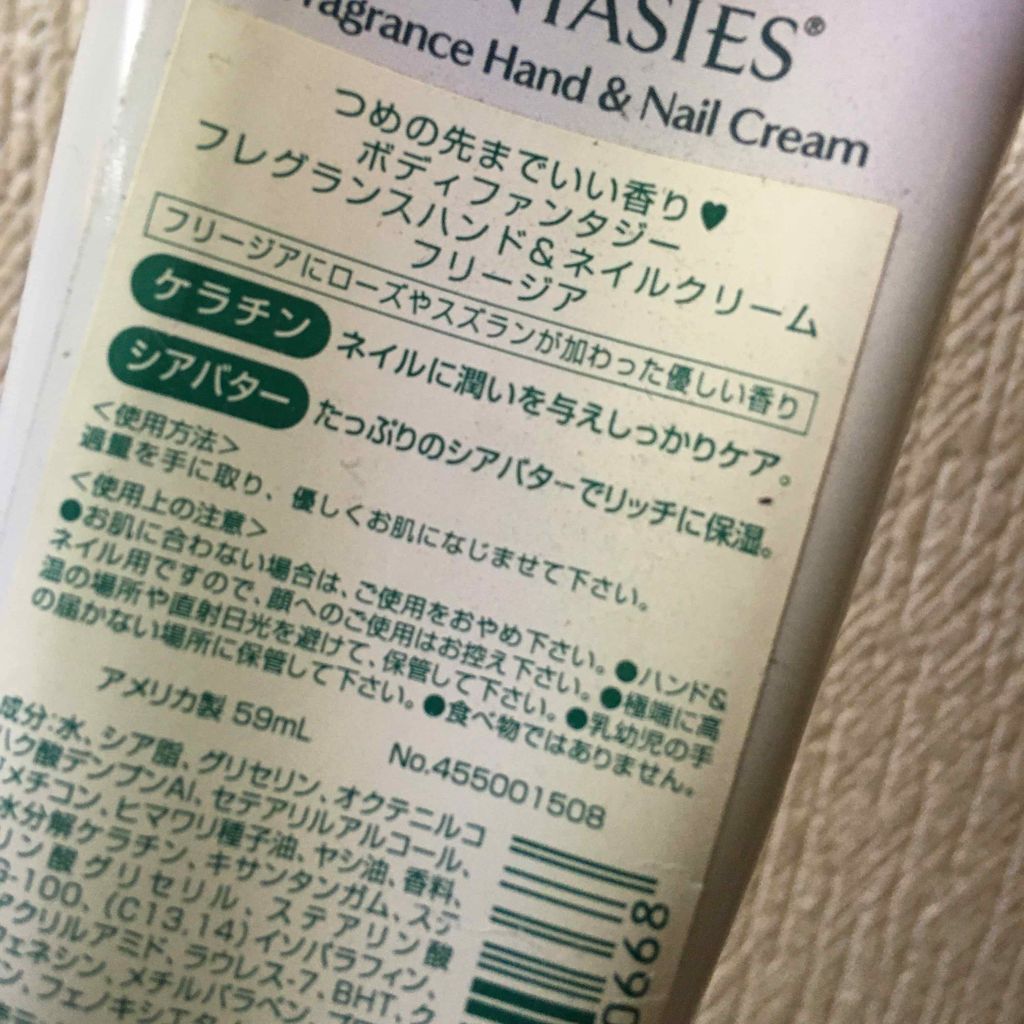 NTASIES®
Fragrance Hand & Nail Cream
つめの先までいい香り♥
ボディファンタジー
フレグランスハンド&ネイルクリーム
フリージア
フリージアにローズやスズランが加わった優しい香り
ケラチン ネイルに潤いを与えしっかりケア。
シアバター たっぷりのシアバターでリッチに保湿。
<使用方法>
適量を手に取り、優しくお肌になじませて下さい。
<使用上の注意>
●お肌に合わない場合は、ご使用をおやめ下さい。●ハンド&
ネイル用ですので、顔へのご使用はお控え下さい。●極端に高
温の場所や直射日光を避けて、保管して下さい。●乳幼児の手
の届かない場所に保管して下さい。●食べ物ではありません。
アメリカ製 59mL
No.455001508
成分:水、シア脂、グリセリン、オクテニルコ
ハク酸デンプンAl、セテアリルアルコール、
メチコン、ヒマワリ種子油、ヤシ油、香料、
水分解ケラチン、キサンタンガム、ステ
リン酸グリセリル、ステアリン酸
G-100、(C13,14)イソパラフィン、
クリルアミド、ラウレス-7、BHT、ク
フェネシン、メチルパラベン、プロ
ン、フェノキシエタ
8990